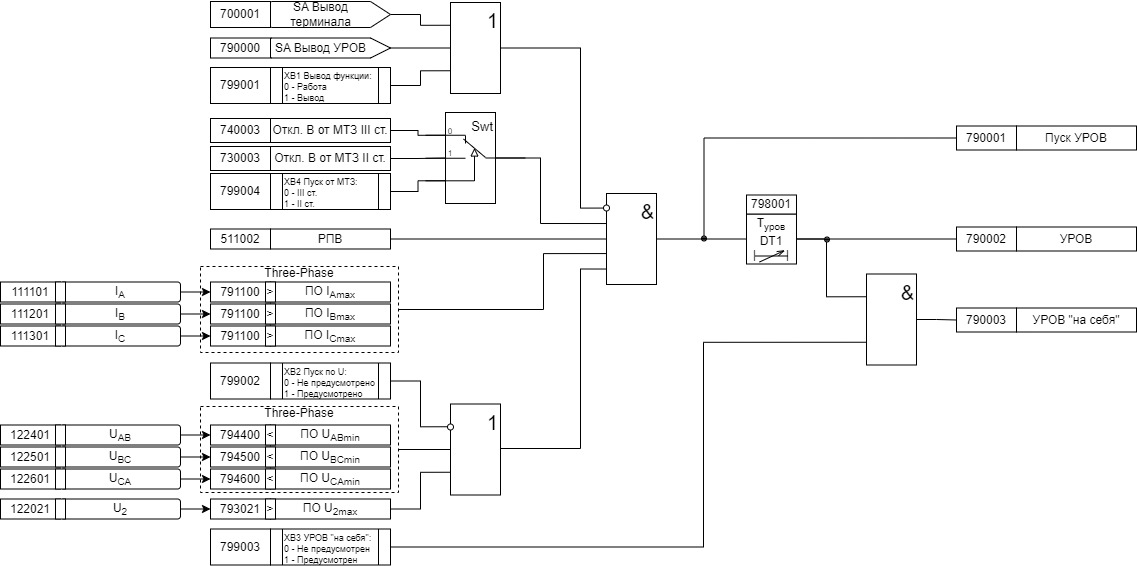 700001
SA Вывод
терминала
790000
SA Вывод УРОВ
799001
XB1 Вывод функции:
0 - Работа
1 - Вывод
1
740003
Откл. В от МТЗ III ст.
730003
Откл. В от МТЗ II ст.
799004
XB4 Пуск от МТЗ:
0 - III ст.
1 - II ст.
Swt
0
1
511002
РПВ
&
Three-Phase
111101
IA
791100
>
ПО IAmax
111201
IB
791100
>
ПО IBmax
111301
IC
791100
>
ПО ICmax
799002
XB2 Пуск по U:
0 - Не предусмотрено
1 - Предусмотрено
1
Three-Phase
122401
UAB
794400
<
ПО UABmin
122501
UBC
794500
<
ПО UBCmin
122601
UCA
794600
<
ПО UCAmin
122021
U2
793021
>
ПО U2max
799003
XB3 УРОВ "на себя":
0 - Не предусмотрен
1 - Предусмотрен
798001
Туров
DT1
&
790001
Пуск УРОВ
790002
УРОВ
790003
УРОВ "на себя"